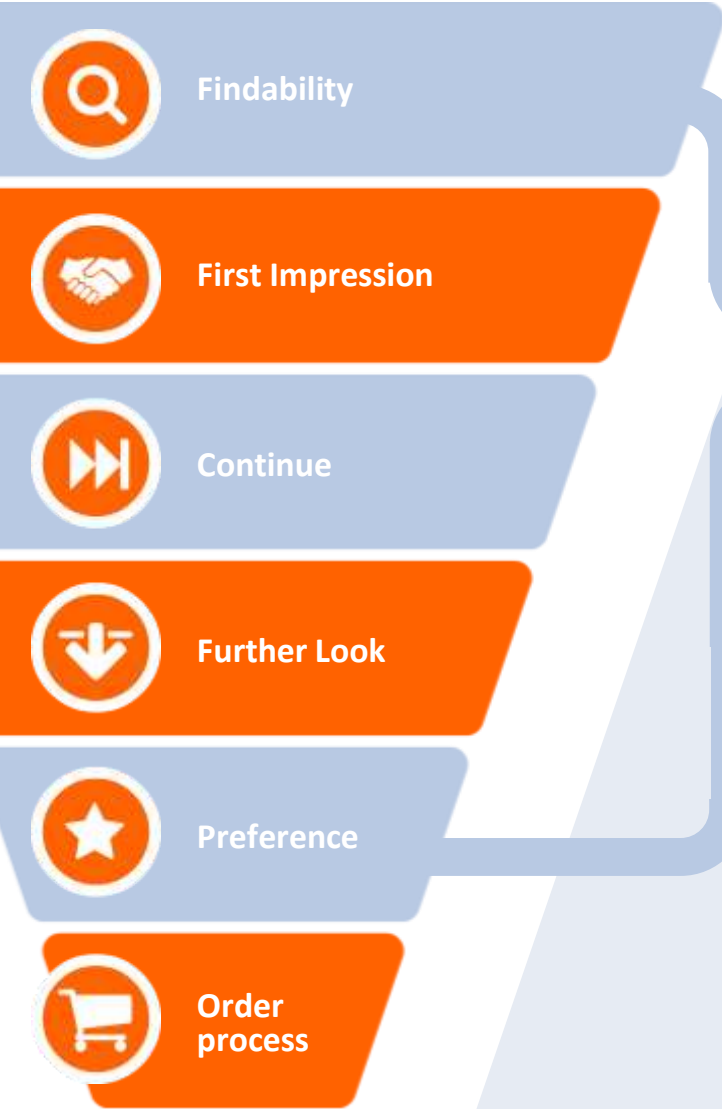 Findability
First Impression
Continue
Further Look
Preference
Order
process